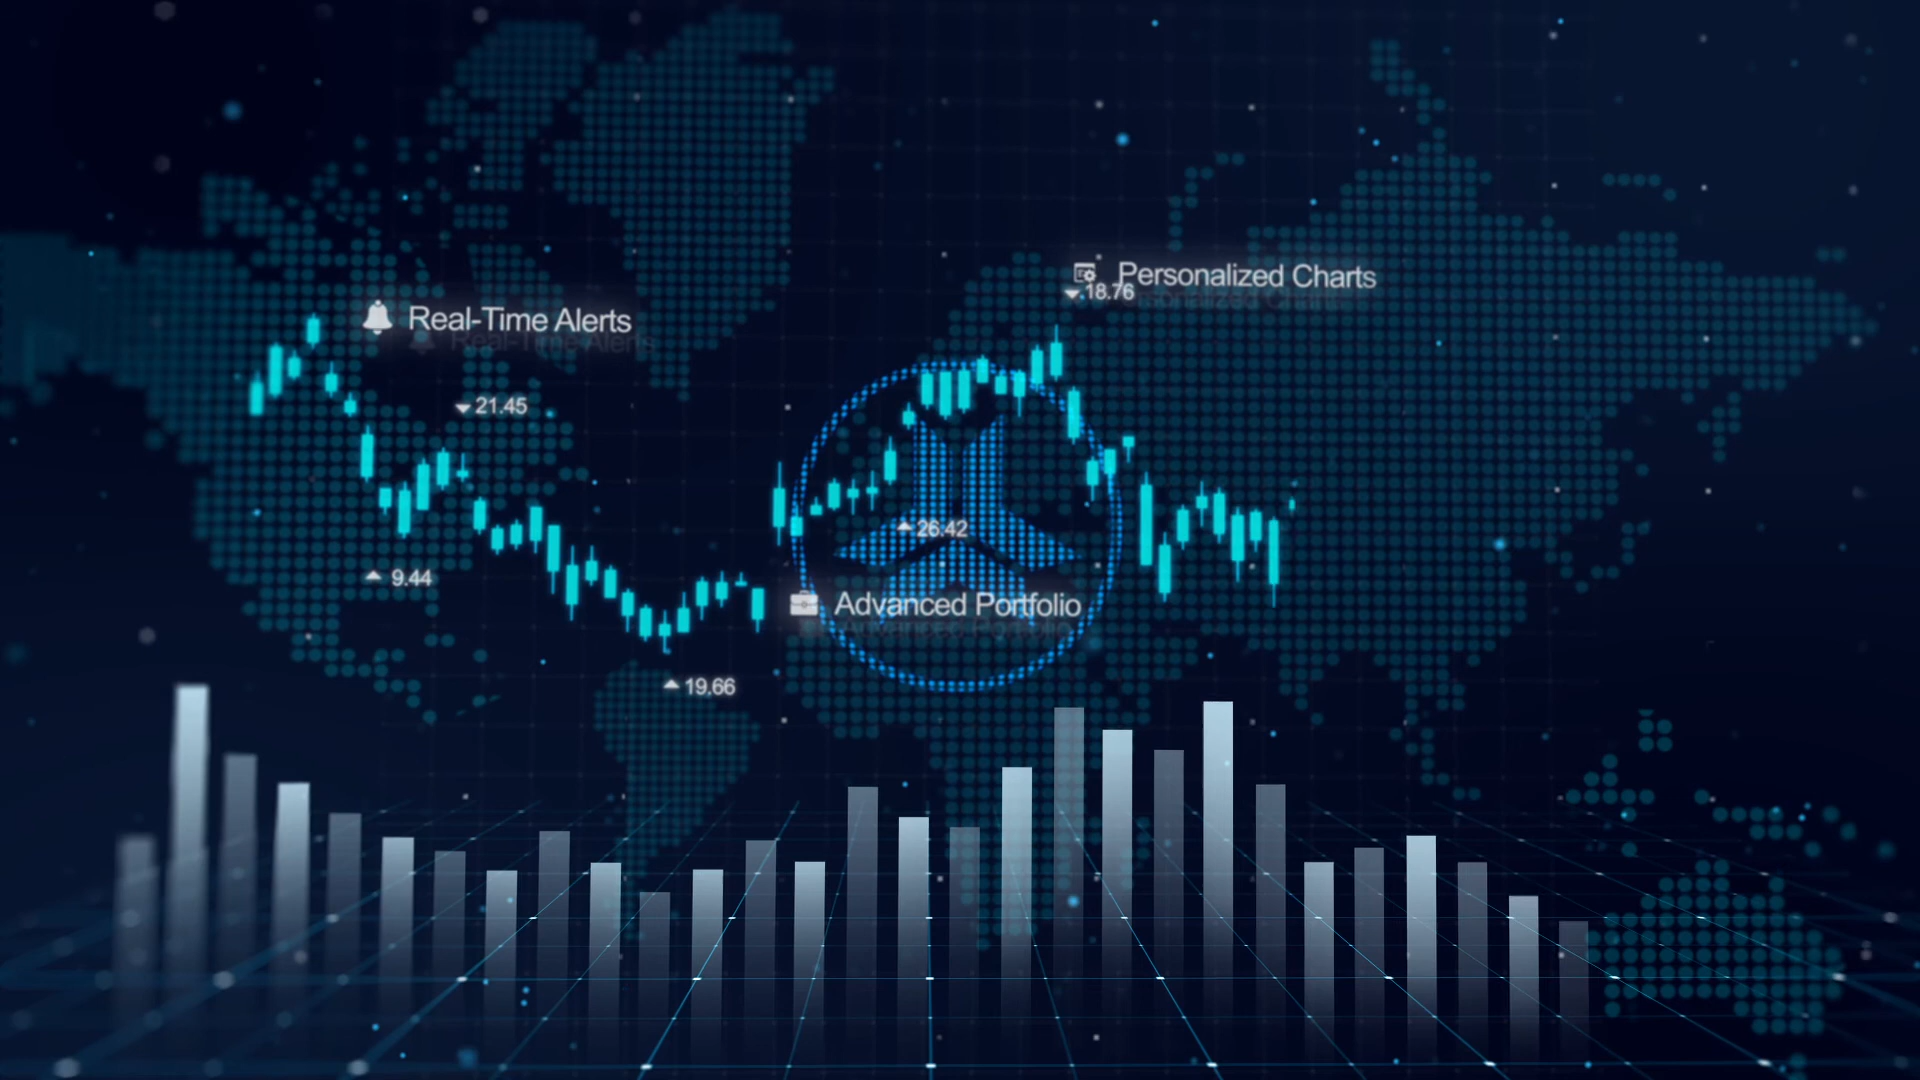 Personalized Charts
18.76
Real-Time Alerts
21.45
26.42
9.44
Advanced Portfolio
19.66